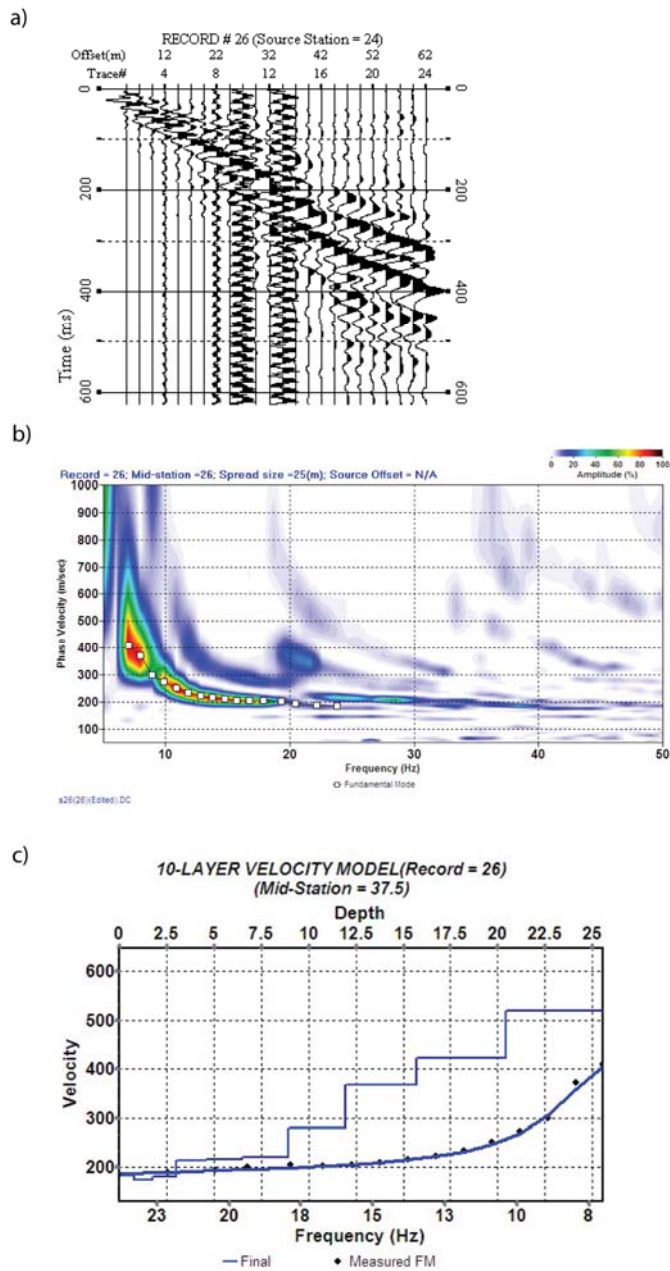 a)
RECORD # 26 (Source Station = 24)
Offset(m) 12 22 32 42 52 62
Trace# 4 8 12 16 20 24
0 0
200 200
400 400
600 600
Time (ms)
b)
Record = 26; Mid-station =26; Spread size =25(m); Source Offset = N/A
0 20 40 60 80 100
Amplitude (%)
1000
900
800
700
600
500
400
300
200
100
Phase Velocity (m/sec)
10 20 30 40 50
Frequency (Hz)
Fundamental Mode
s26(26)(Edited).DC
c)
10-LAYER VELOCITY MODEL(Record = 26)
(Mid-Station = 37.5)
Depth
0 2.5 5 7.5 10 12.5 15 17.5 20 22.5 25
600
500
400
300
200
Velocity
23 20 18 15 13 10 8
Frequency (Hz)
Final Measured FM